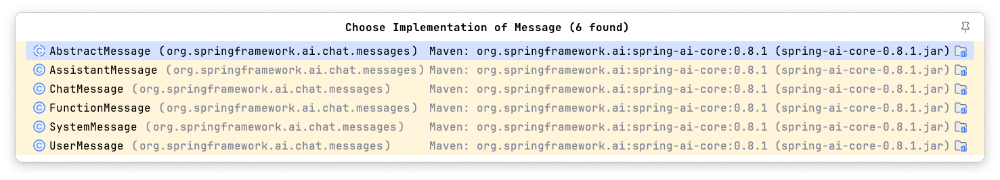 Choose Implementation of Message (6 found)
AbstractMessage (org.springframework.ai.chat.messages) Maven: org.springframework.ai:spring-ai-core:0.8.1 (spring-ai-core-0.8.1.jar)
AssistantMessage (org.springframework.ai.chat.messages) Maven: org.springframework.ai:spring-ai-core:0.8.1 (spring-ai-core-0.8.1.jar)
ChatMessage (org.springframework.ai.chat.messages) Maven: org.springframework.ai:spring-ai-core:0.8.1 (spring-ai-core-0.8.1.jar)
FunctionMessage (org.springframework.ai.chat.messages) Maven: org.springframework.ai:spring-ai-core:0.8.1 (spring-ai-core-0.8.1.jar)
SystemMessage (org.springframework.ai.chat.messages) Maven: org.springframework.ai:spring-ai-core:0.8.1 (spring-ai-core-0.8.1.jar)
UserMessage (org.springframework.ai.chat.messages) Maven: org.springframework.ai:spring-ai-core:0.8.1 (spring-ai-core-0.8.1.jar)